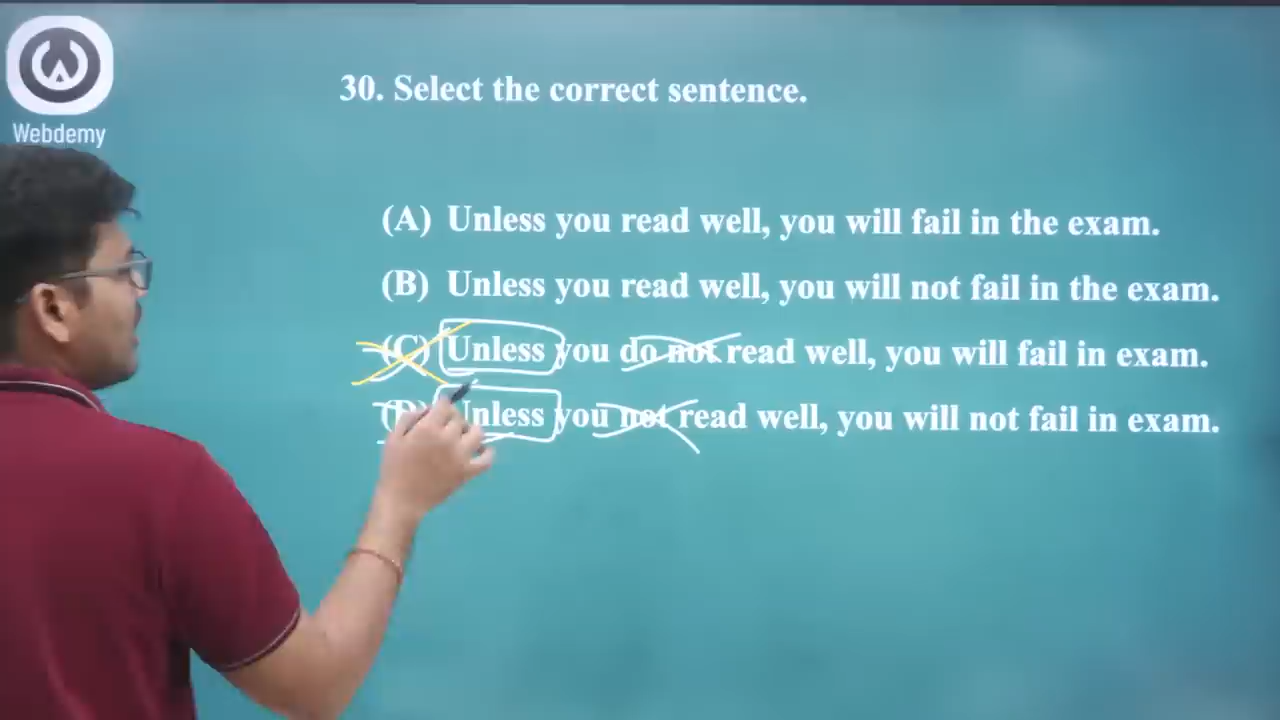 Webdemy
30. Select the correct sentence.
(A) Unless you read well, you will fail in the exam.
(B) Unless you read well, you will not fail in the exam.
(C) Unless you do not read well, you will fail in exam.
(D) Unless you not read well, you will not fail in exam.